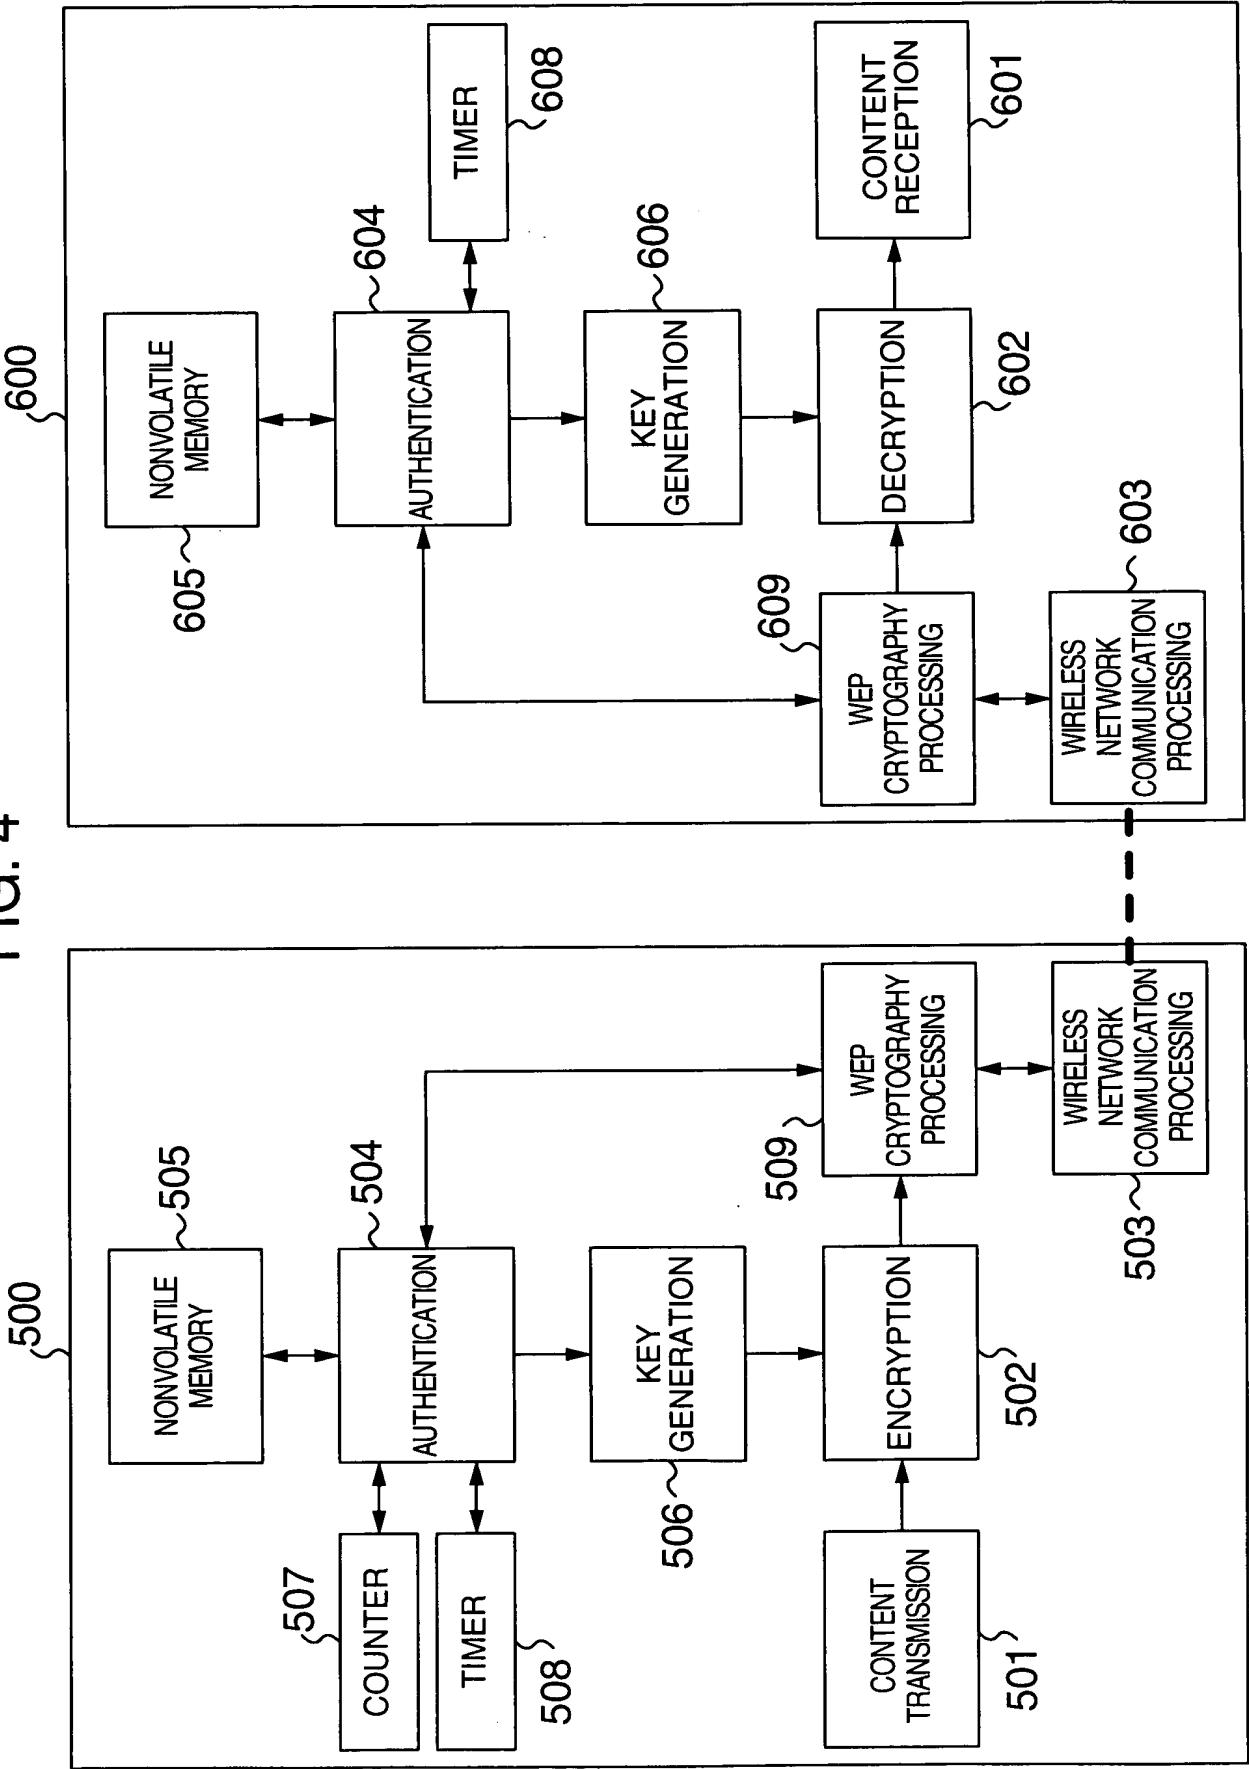 FIG. 4
500
NONVOLATILE
MEMORY
505
COUNTER
507
AUTHENTICATION
504
TIMER
508
KEY
GENERATION
506
CONTENT
TRANSMISSION
501
ENCRYPTION
502
WEP
CRYPTOGRAPHY
PROCESSING
509
WIRELESS
NETWORK
COMMUNICATION
PROCESSING
503
600
NONVOLATILE
MEMORY
605
AUTHENTICATION
604
TIMER
608
KEY
GENERATION
606
WEP
CRYPTOGRAPHY
PROCESSING
609
DECRYPTION
602
CONTENT
RECEPTION
601
WIRELESS
NETWORK
COMMUNICATION
PROCESSING
603